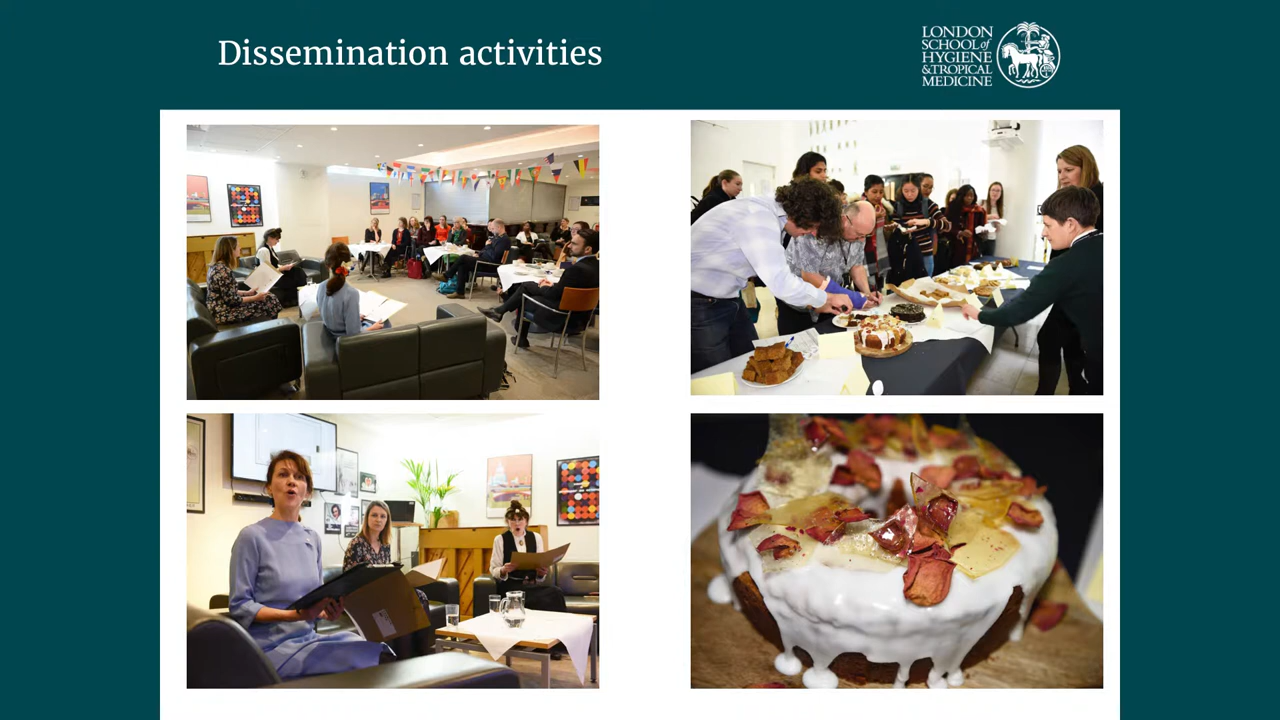 Dissemination activities
LONDON
SCHOOL of
HYGIENE
& TROPICAL
MEDICINE